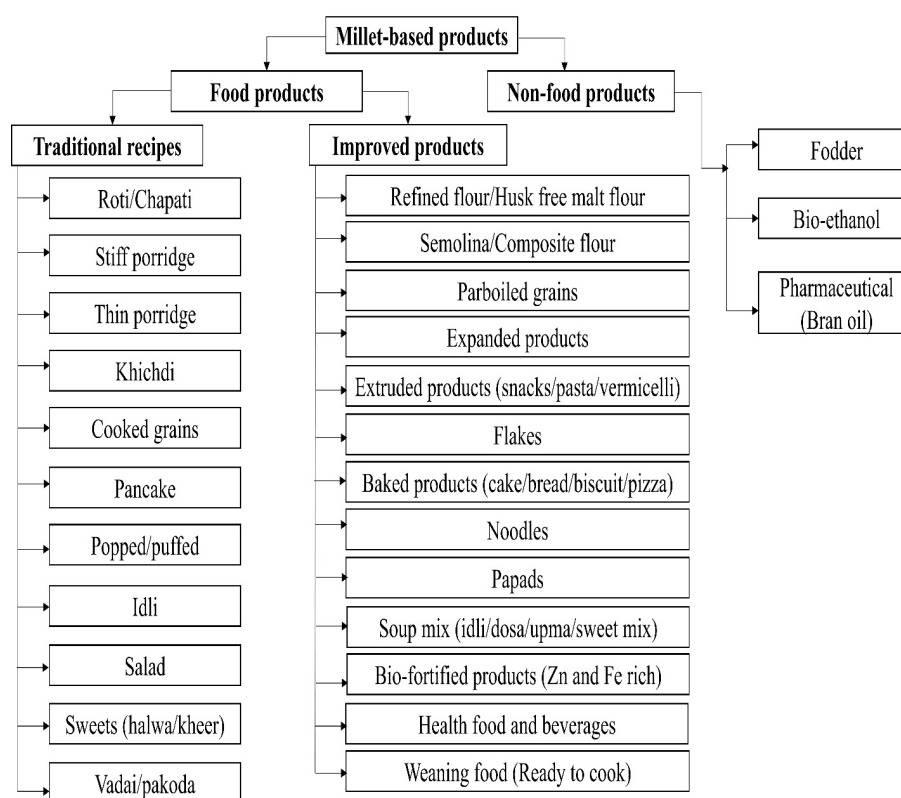 Millet-based products
Food products
Non-food products
Traditional recipes
Improved products
Roti/Chapati
Stiff porridge
Thin porridge
Khichdi
Cooked grains
Pancake
Popped/puffed
Idli
Salad
Sweets (halwa/kheer)
Vadai/pakoda
Refined flour/Husk free malt flour
Semolina/Composite flour
Parboiled grains
Expanded products
Extruded products (snacks/pasta/vermicelli)
Flakes
Baked products (cake/bread/biscuit/pizza)
Noodles
Papads
Soup mix (idli/dosa/upma/sweet mix)
Bio-fortified products (Zn and Fe rich)
Health food and beverages
Weaning food (Ready to cook)
Fodder
Bio-ethanol
Pharmaceutical
(Bran oil)